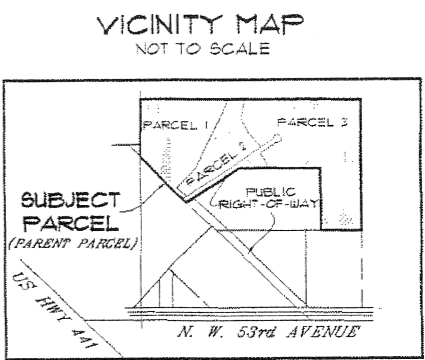 VICINITY MAP
NOT TO SCALE
PARCEL 1
PARCEL 3
PARCEL 2
SUBJECT
PARCEL
(PARENT PARCEL)
PUBLIC
RIGHT-OF-WAY
US HWY 441
N. W. 53rd AVENUE